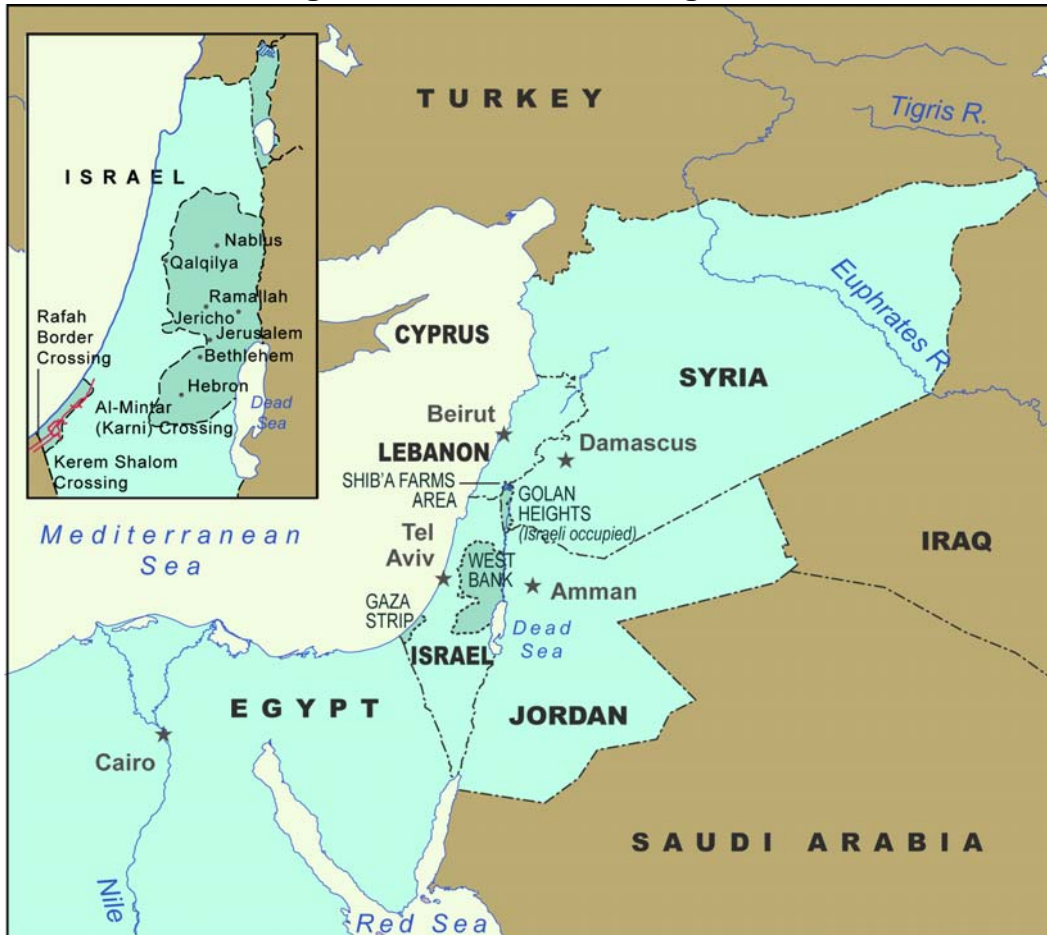 ISRAEL
Nablus
Qalqilya
Ramallah
Jericho
Jerusalem
Bethlehem
Hebron
Dead
Sea
Rafah
Border
Crossing
Al-Mintar
(Karni) Crossing
Kerem Shalom
Crossing
TURKEY
Tigris R.
Euphrates R.
CYPRUS
SYRIA
Beirut
LEBANON
Damascus
SHIB'A FARMS
AREA
GOLAN
HEIGHTS
(Israeli occupied)
Mediterranean
Sea
Tel
Aviv
WEST
BANK
IRAQ
Amman
GAZA
STRIP
Dead
Sea
ISRAEL
EGYPT
JORDAN
Cairo
SAUDI ARABIA
Nile
Red Sea